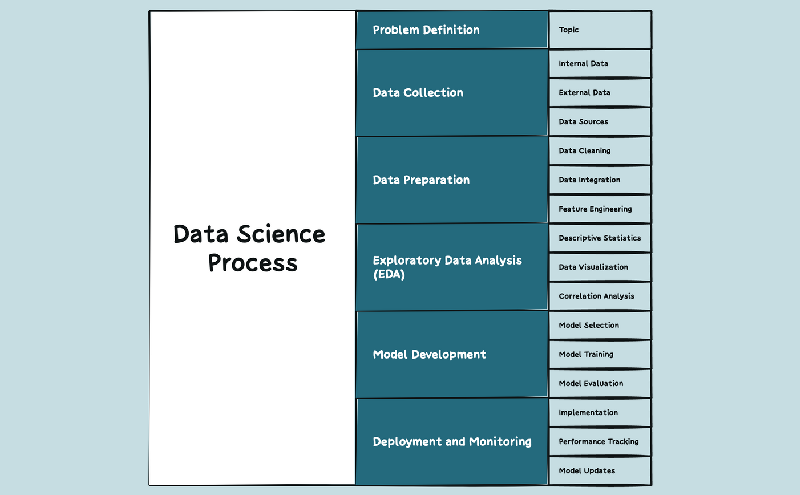 Data Science
Process
Problem Definition
Topic
Data Collection
Internal Data
External Data
Data Sources
Data Preparation
Data Cleaning
Data Integration
Feature Engineering
Exploratory Data Analysis
(EDA)
Descriptive Statistics
Data Visualization
Correlation Analysis
Model Development
Model Selection
Model Training
Model Evaluation
Deployment and Monitoring
Implementation
Performance Tracking
Model Updates